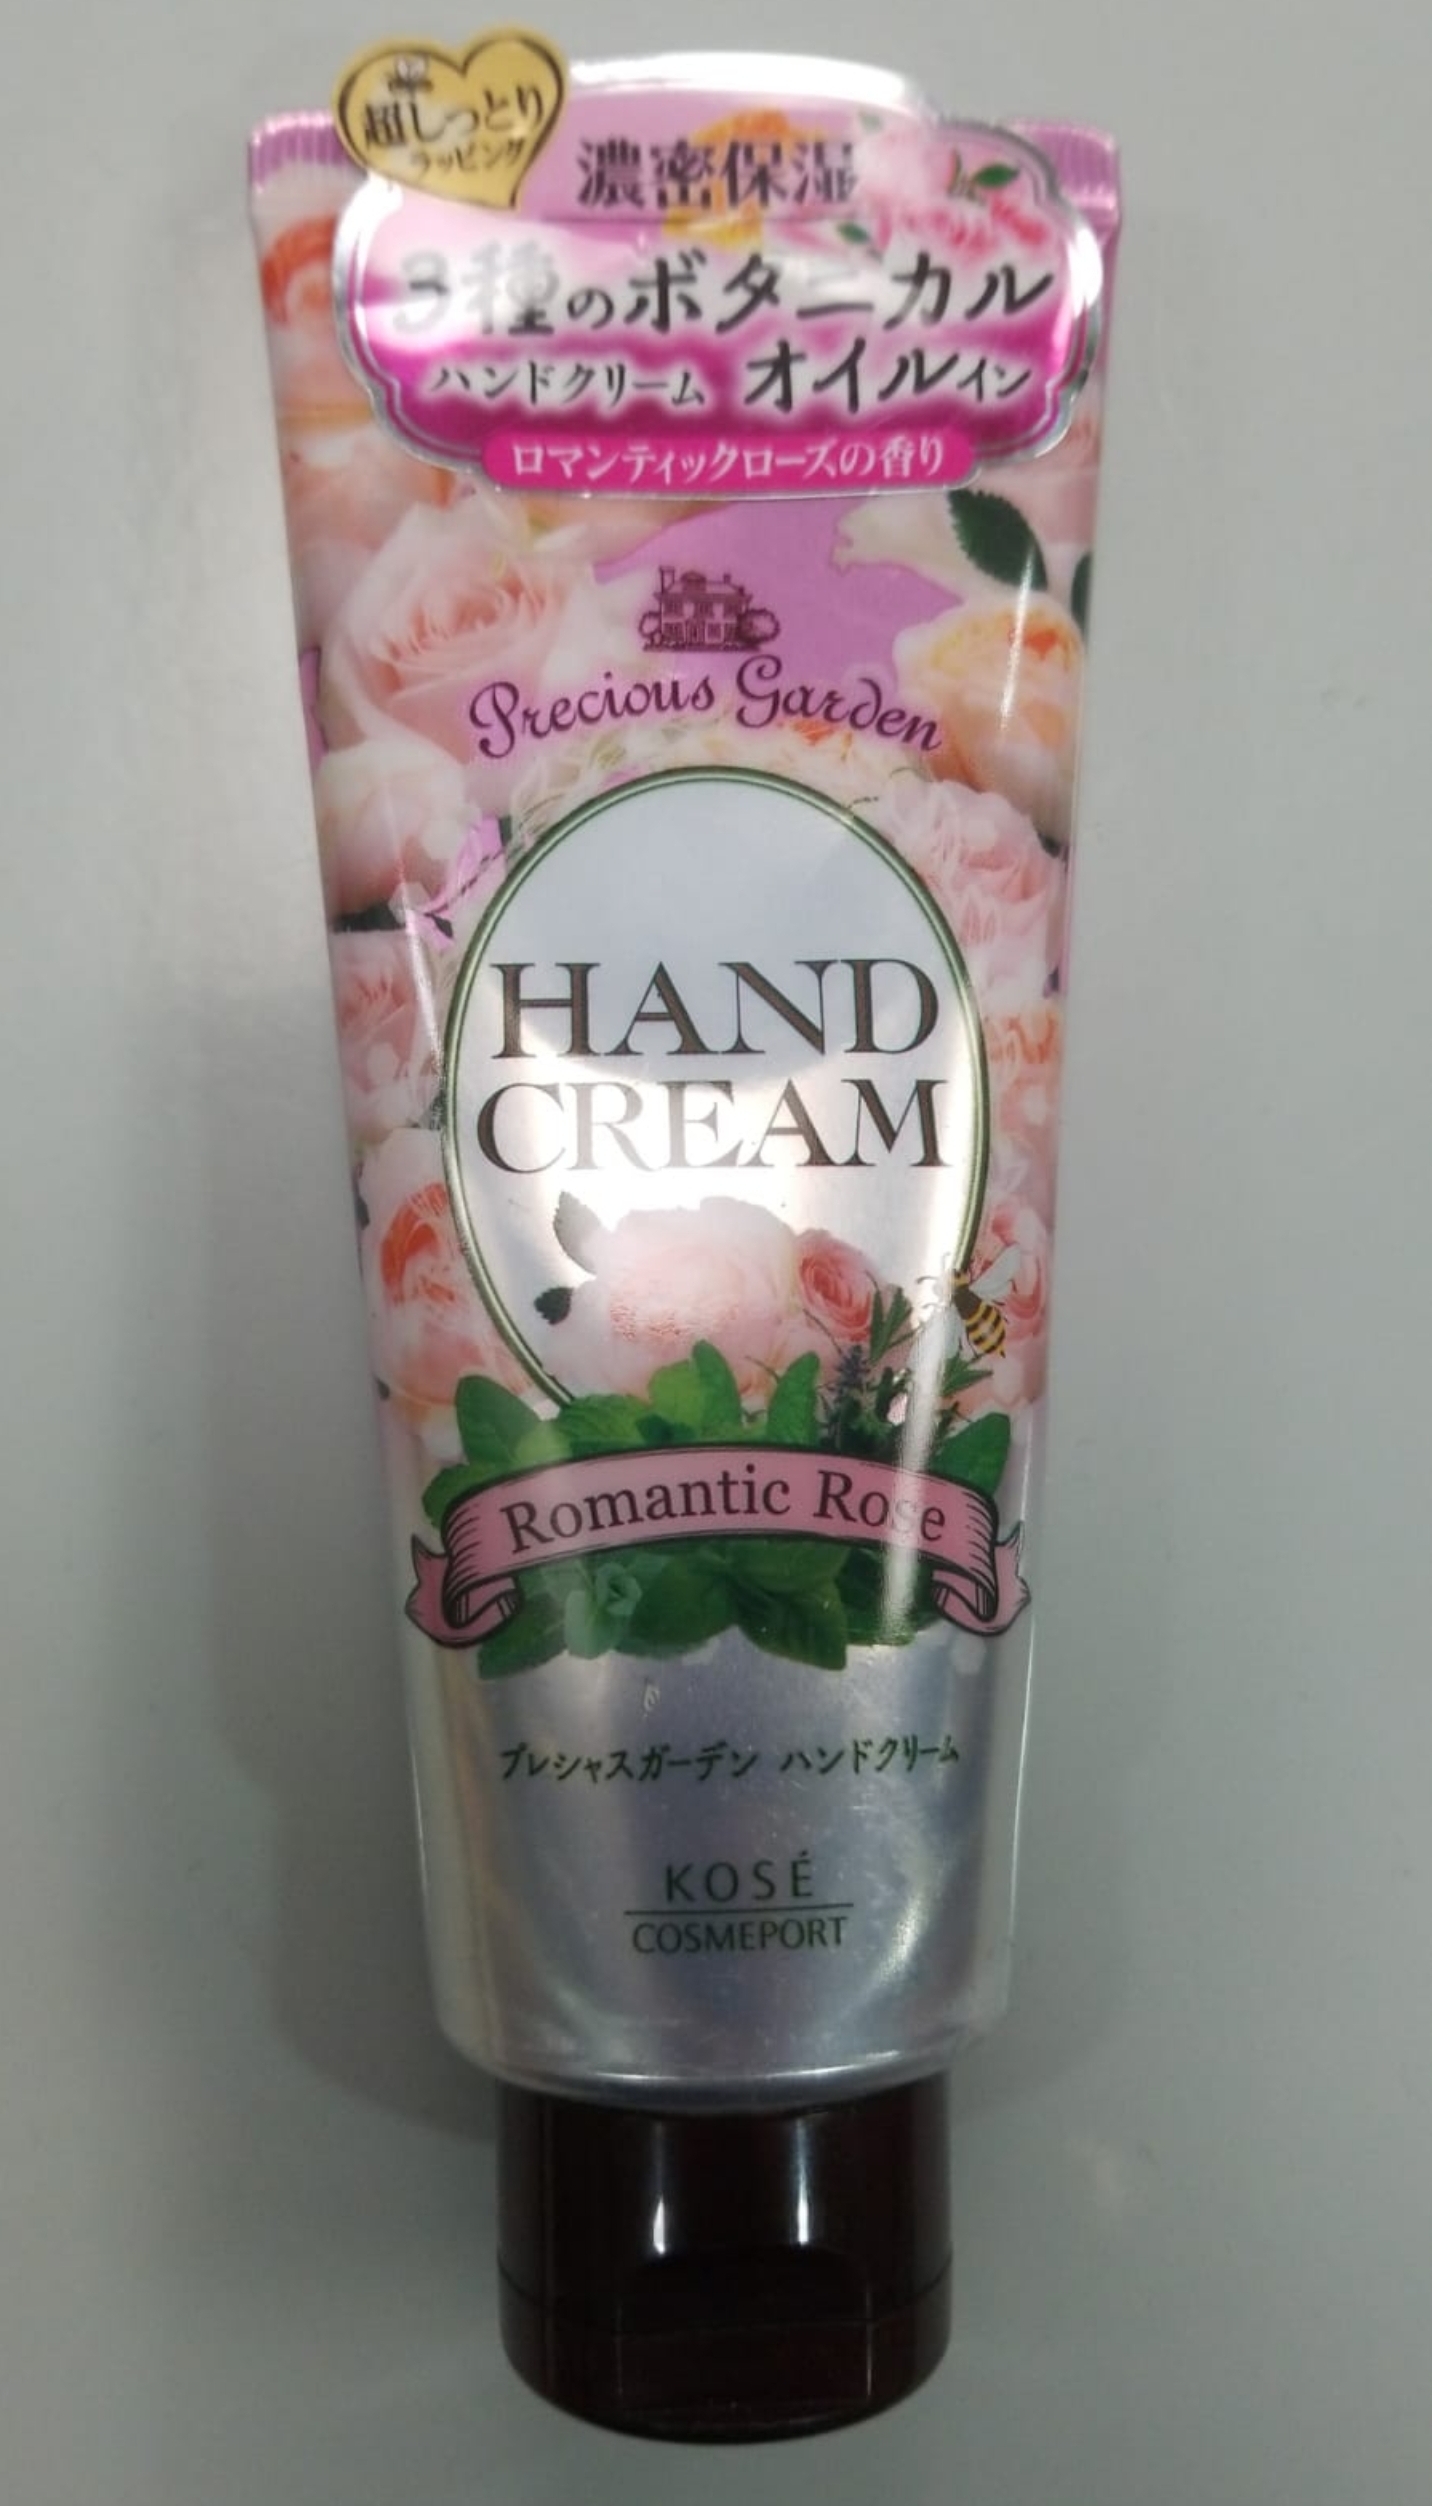 超しっとり
ラッピング
濃密保湿
3種のボタニカル
ハンドクリーム オイルイン
ロマンティックローズの香り
Precious Garden
HAND
CREAM
Romantic Rose
プレシャスガーデン ハンドクリーム
KOSÉ
COSMEPORT